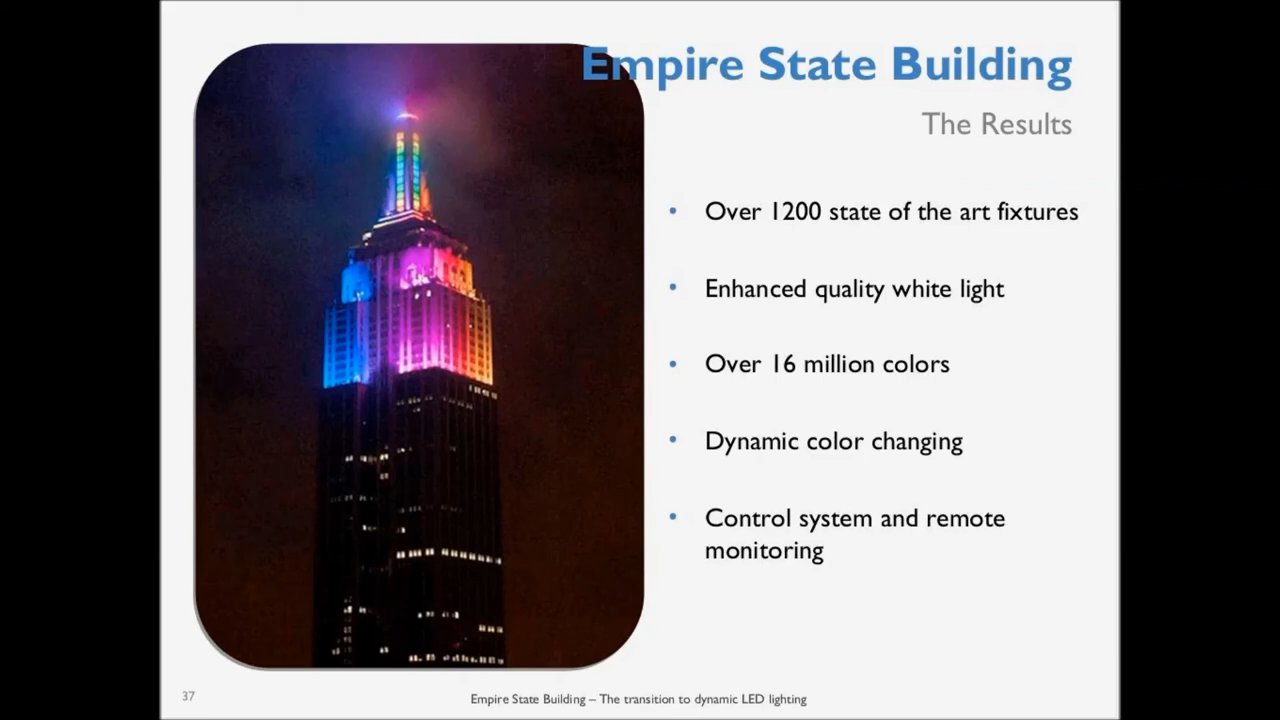 Empire State Building
The Results
• Over 1200 state of the art fixtures
• Enhanced quality white light
• Over 16 million colors
• Dynamic color changing
• Control system and remote
monitoring
37
Empire State Building – The transition to dynamic LED lighting